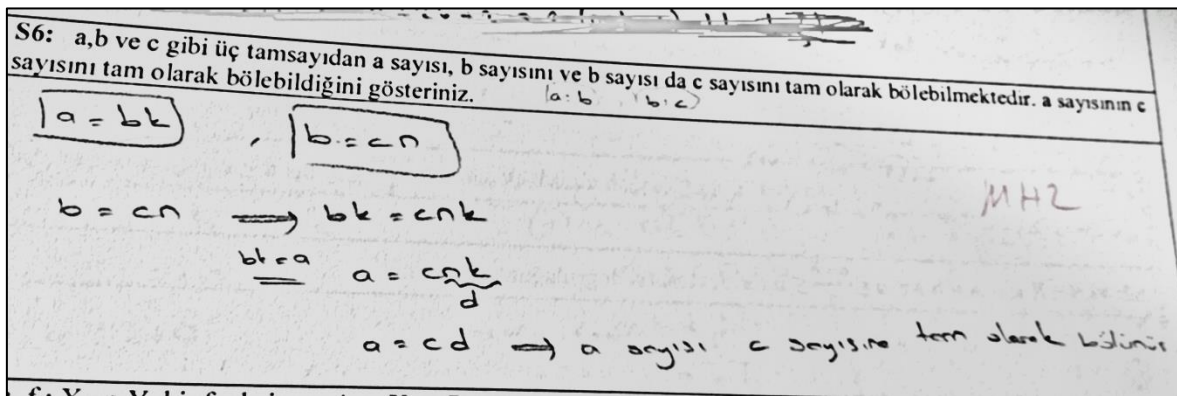 S6: a,b ve c gibi üç tamsayıdan a sayısı, b sayısını ve b sayısı da c sayısını tam olarak bölebilmektedir. a sayısının c
sayısını tam olarak bölebildiğini gösteriniz. a:b, b:c
a = bk , b = cn
MH2
b = cn ⟹ bk = cnk
bk = a a = cnk
d
a = cd ⟹ a sayısı c sayısına tam olarak bölünür